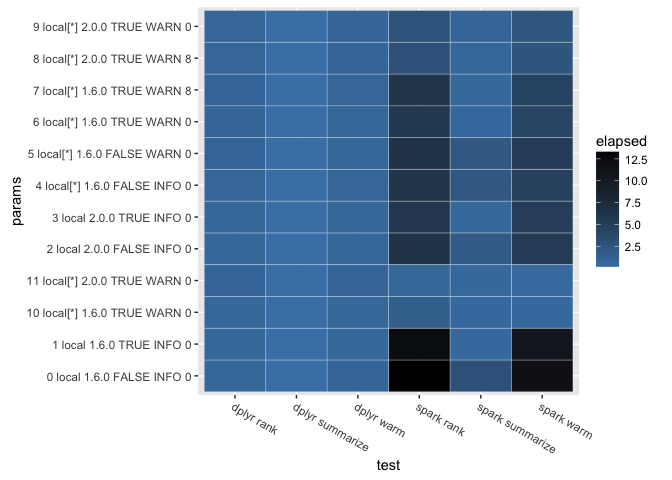 9 local[*] 2.0.0 TRUE WARN 0
8 local[*] 2.0.0 TRUE WARN 8
7 local[*] 1.6.0 TRUE WARN 8
6 local[*] 1.6.0 TRUE WARN 0
5 local[*] 1.6.0 FALSE WARN 0
4 local[*] 1.6.0 FALSE INFO 0
3 local 2.0.0 TRUE INFO 0
2 local 2.0.0 FALSE INFO 0
11 local[*] 2.0.0 TRUE WARN 0
10 local[*] 1.6.0 TRUE WARN 0
1 local 1.6.0 TRUE INFO 0
0 local 1.6.0 FALSE INFO 0
params
dplyr rank
dplyr summarize
dplyr warm
spark rank
spark summarize
spark warm
test
elapsed
12.5
10.0
7.5
5.0
2.5